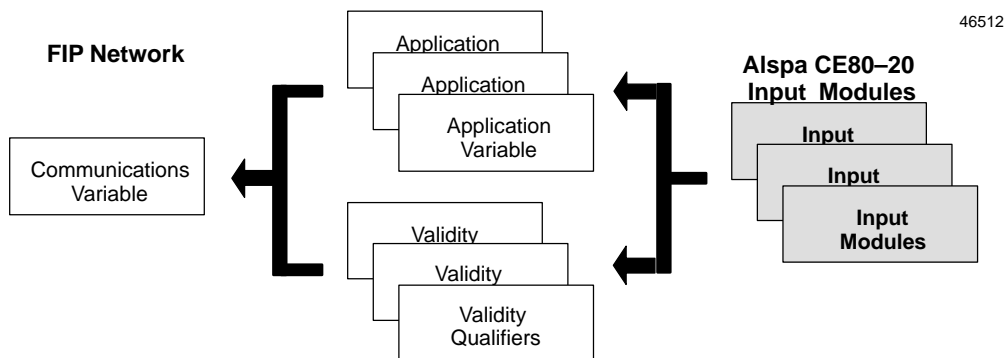 46512
FIP Network
Application
Application
Application
Variable
Alspa CE80–20
Input Modules
Input
Input
Input
Modules
Communications
Variable
Validity
Validity
Validity
Qualifiers